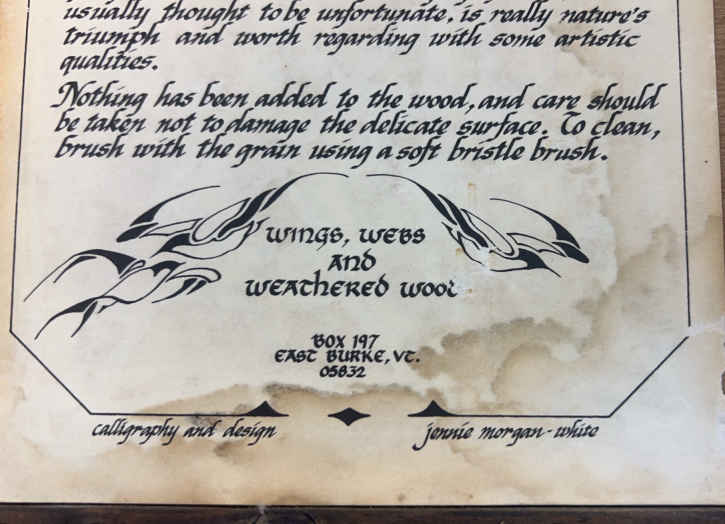 usually thought to be unfortunate, is really nature's
triumph and worth regarding with some artistic
qualities.
Nothing has been added to the wood, and care should
be taken not to damage the delicate surface. To clean,
brush with the grain using a soft bristle brush.
wings, webs
and
weathered wood
Box 197
East Burke, Vt.
05832
calligraphy and design
jennie morgan-white